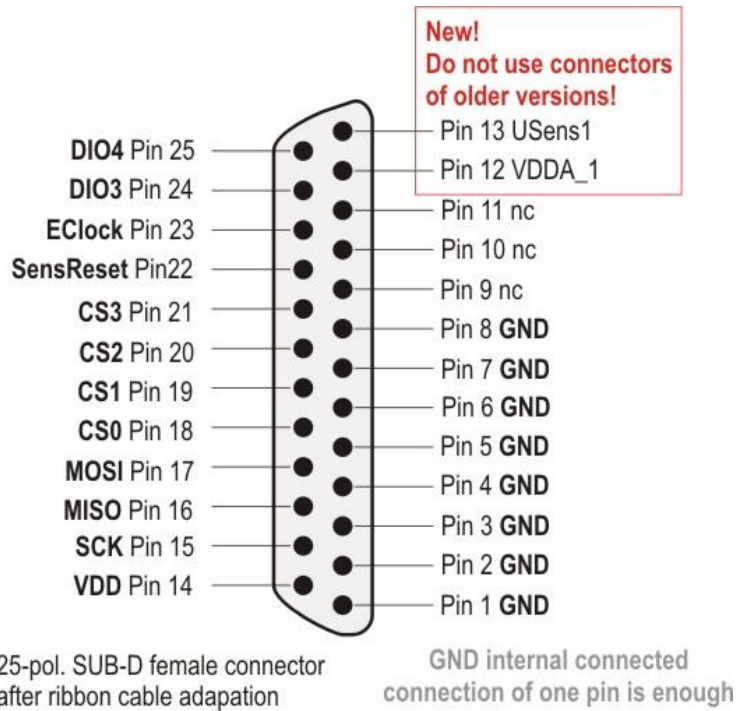 New!
Do not use connectors
of older versions!
Pin 13 USens1
Pin 12 VDDA_1
Pin 11 nc
Pin 10 nc
Pin 9 nc
Pin 8 GND
Pin 7 GND
Pin 6 GND
Pin 5 GND
Pin 4 GND
Pin 3 GND
Pin 2 GND
Pin 1 GND
DIO4 Pin 25
DIO3 Pin 24
EClock Pin 23
SensReset Pin22
CS3 Pin 21
CS2 Pin 20
CS1 Pin 19
CS0 Pin 18
MOSI Pin 17
MISO Pin 16
SCK Pin 15
VDD Pin 14
25-pol. SUB-D female connector
after ribbon cable adapation
GND internal connected
connection of one pin is enough